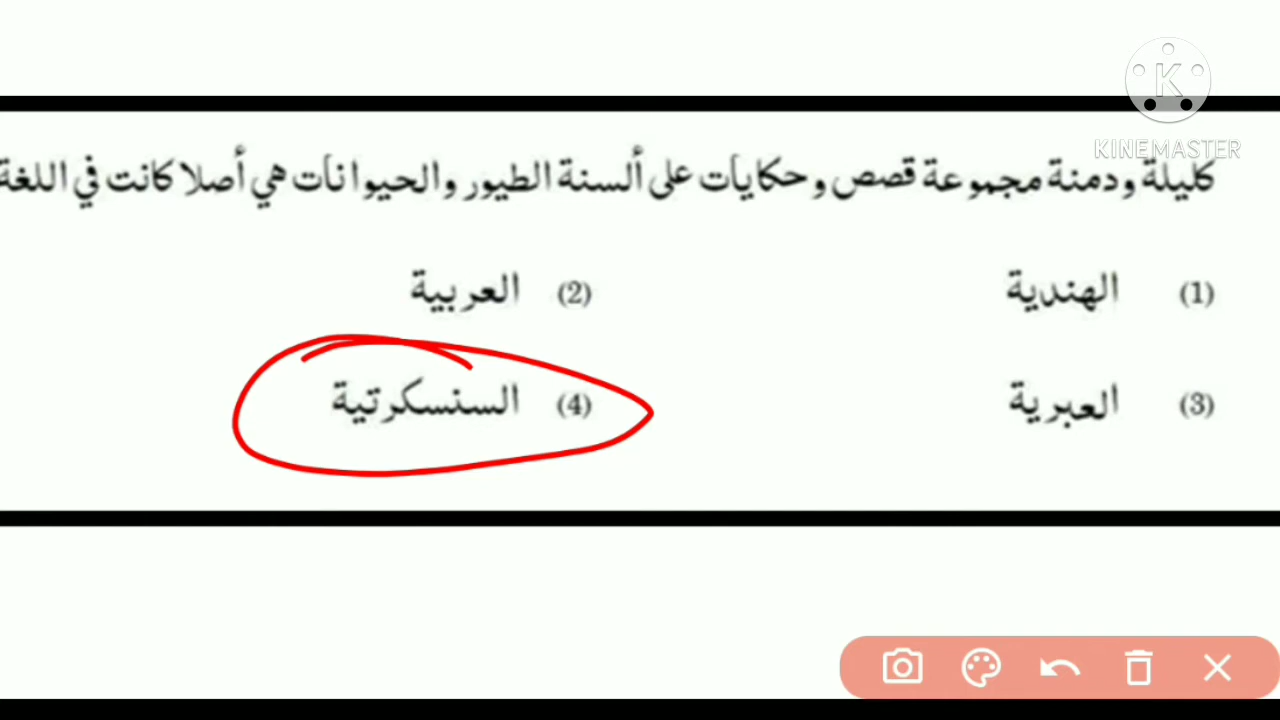 KINEMASTER
كليلة ودمنة مجموعة قصص وحكايات على ألسنة الطيور والحيوانات هي أصلا كانت في اللغة
(1) الهندية (2) العربية
(3) العبرية (4) السنسكرتية